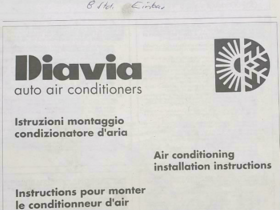 Diavia
auto air conditioners
Istruzioni montaggio
condizionatore d'aria
Air conditioning
installation instructions
Instructions pour monter
le conditionneur d'air